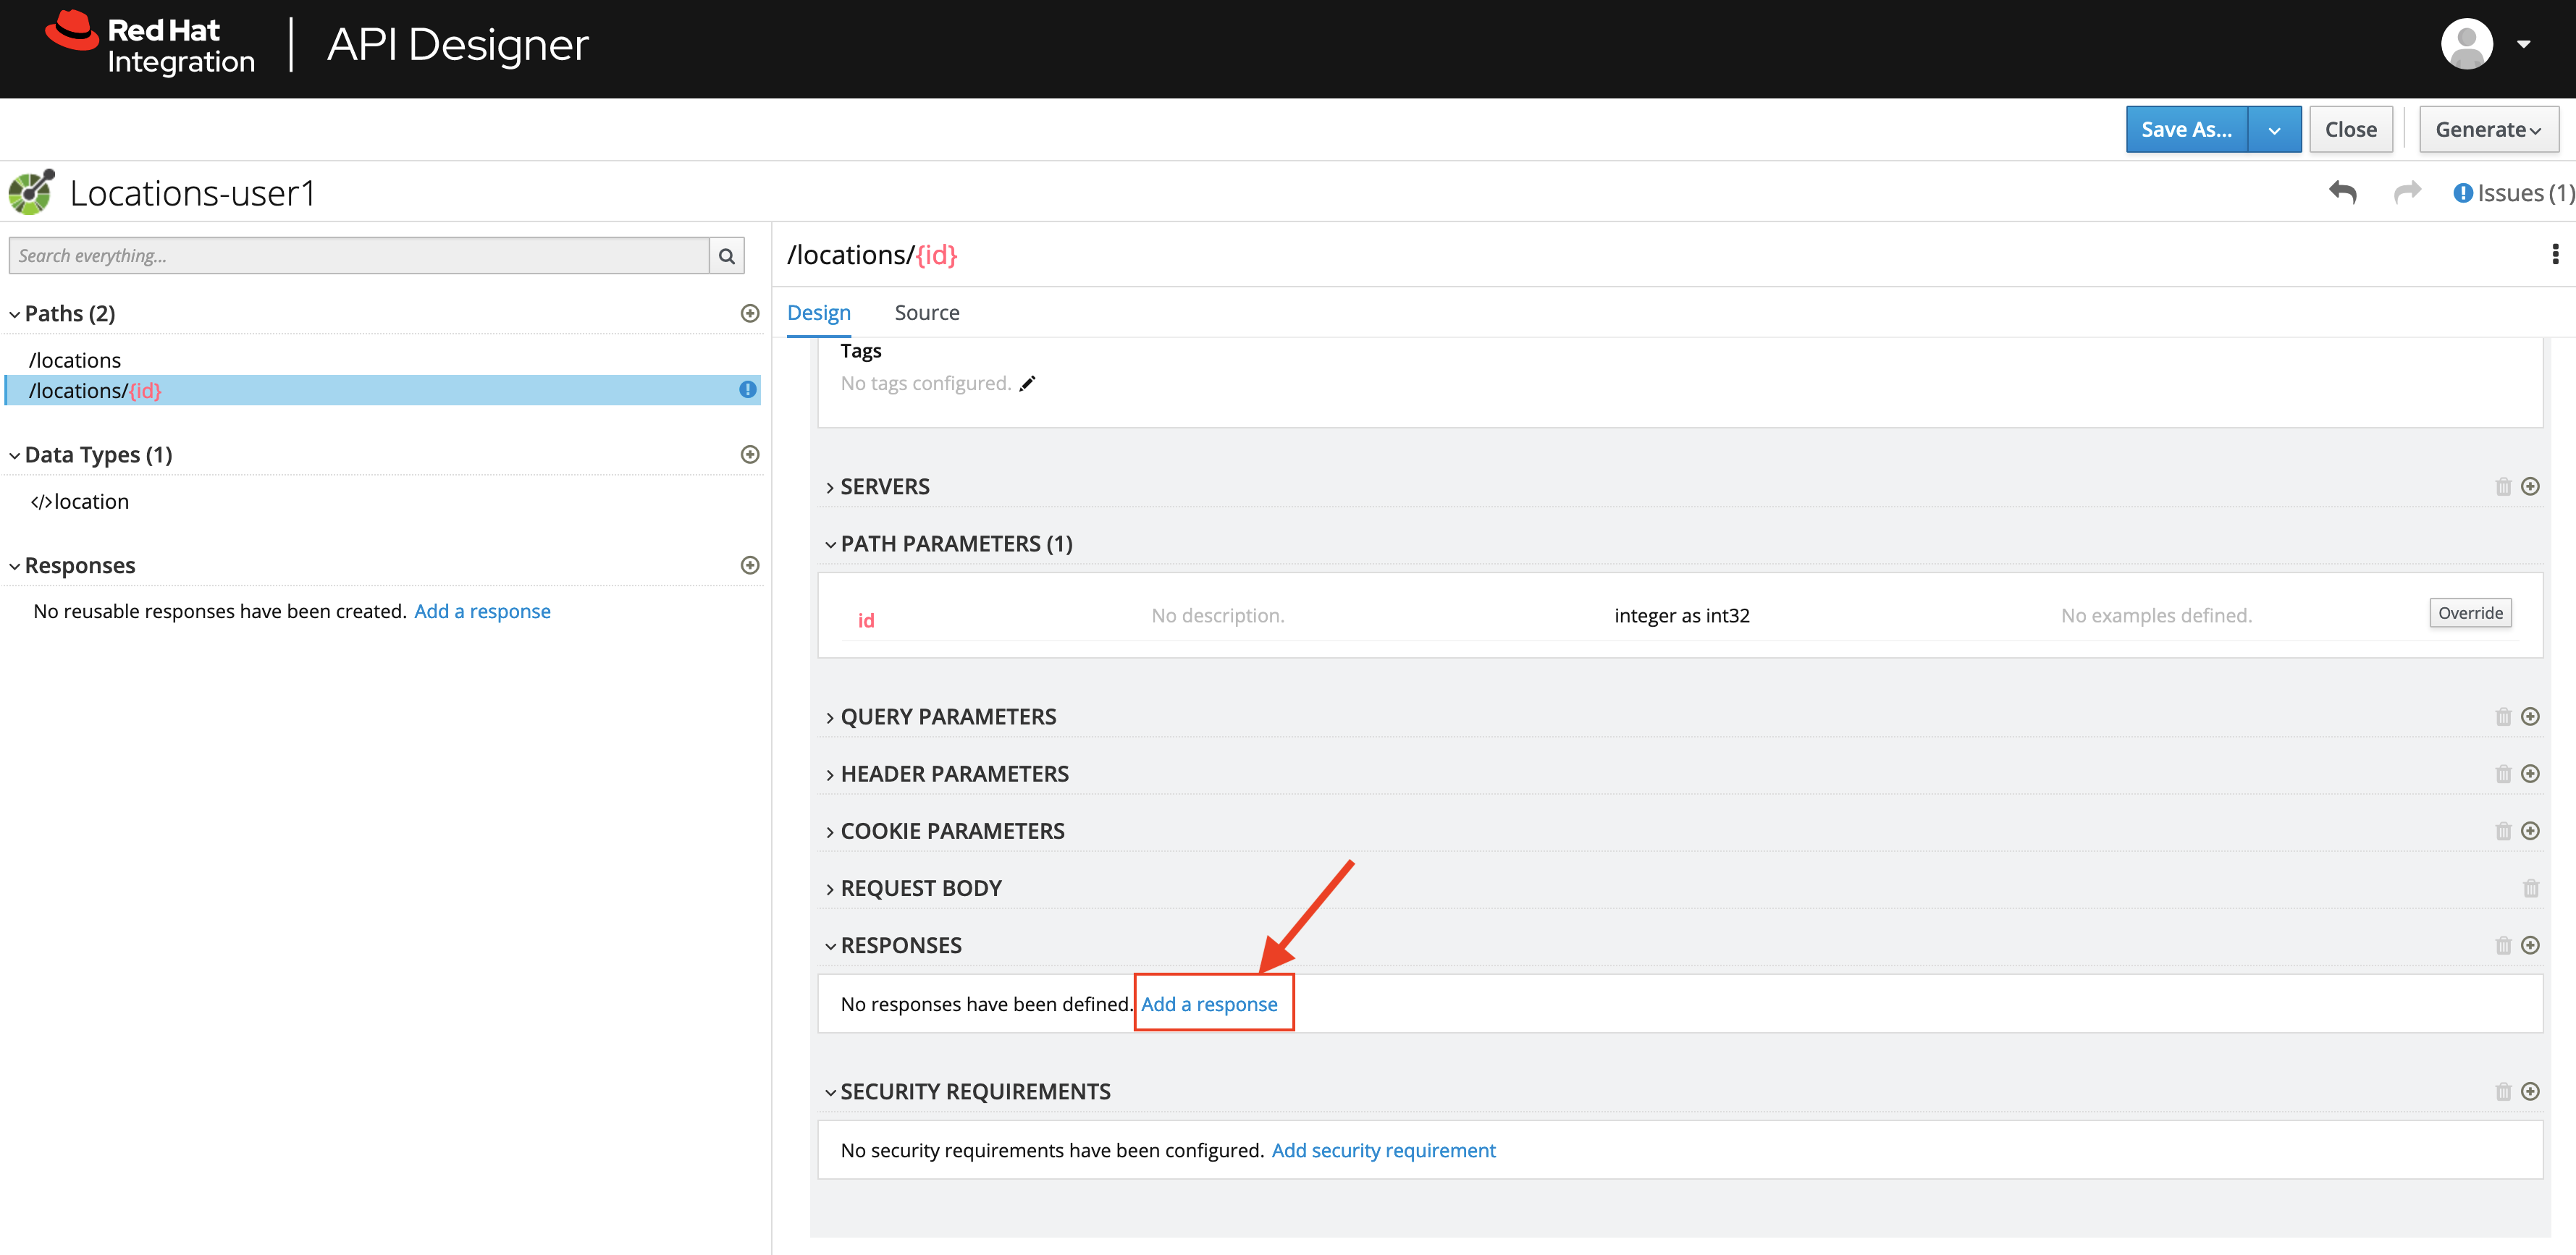 Red Hat
Integration
API Designer
Save As...
Close
Generate
Locations-user1
Issues (1)
Search everything...
/locations/{id}
Paths (2)
Design
Source
/locations
/locations/{id}
Tags
No tags configured.
Data Types (1)
</>location
Responses
No reusable responses have been created. Add a response
SERVERS
PATH PARAMETERS (1)
id
No description.
integer as int32
No examples defined.
Override
QUERY PARAMETERS
HEADER PARAMETERS
COOKIE PARAMETERS
REQUEST BODY
RESPONSES
No responses have been defined. Add a response
SECURITY REQUIREMENTS
No security requirements have been configured. Add security requirement